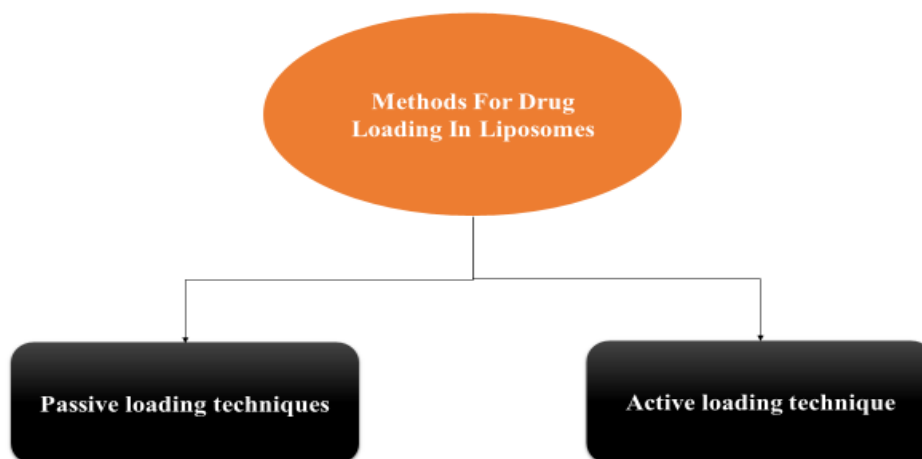 Methods For Drug
Loading In Liposomes
Passive loading techniques
Active loading technique